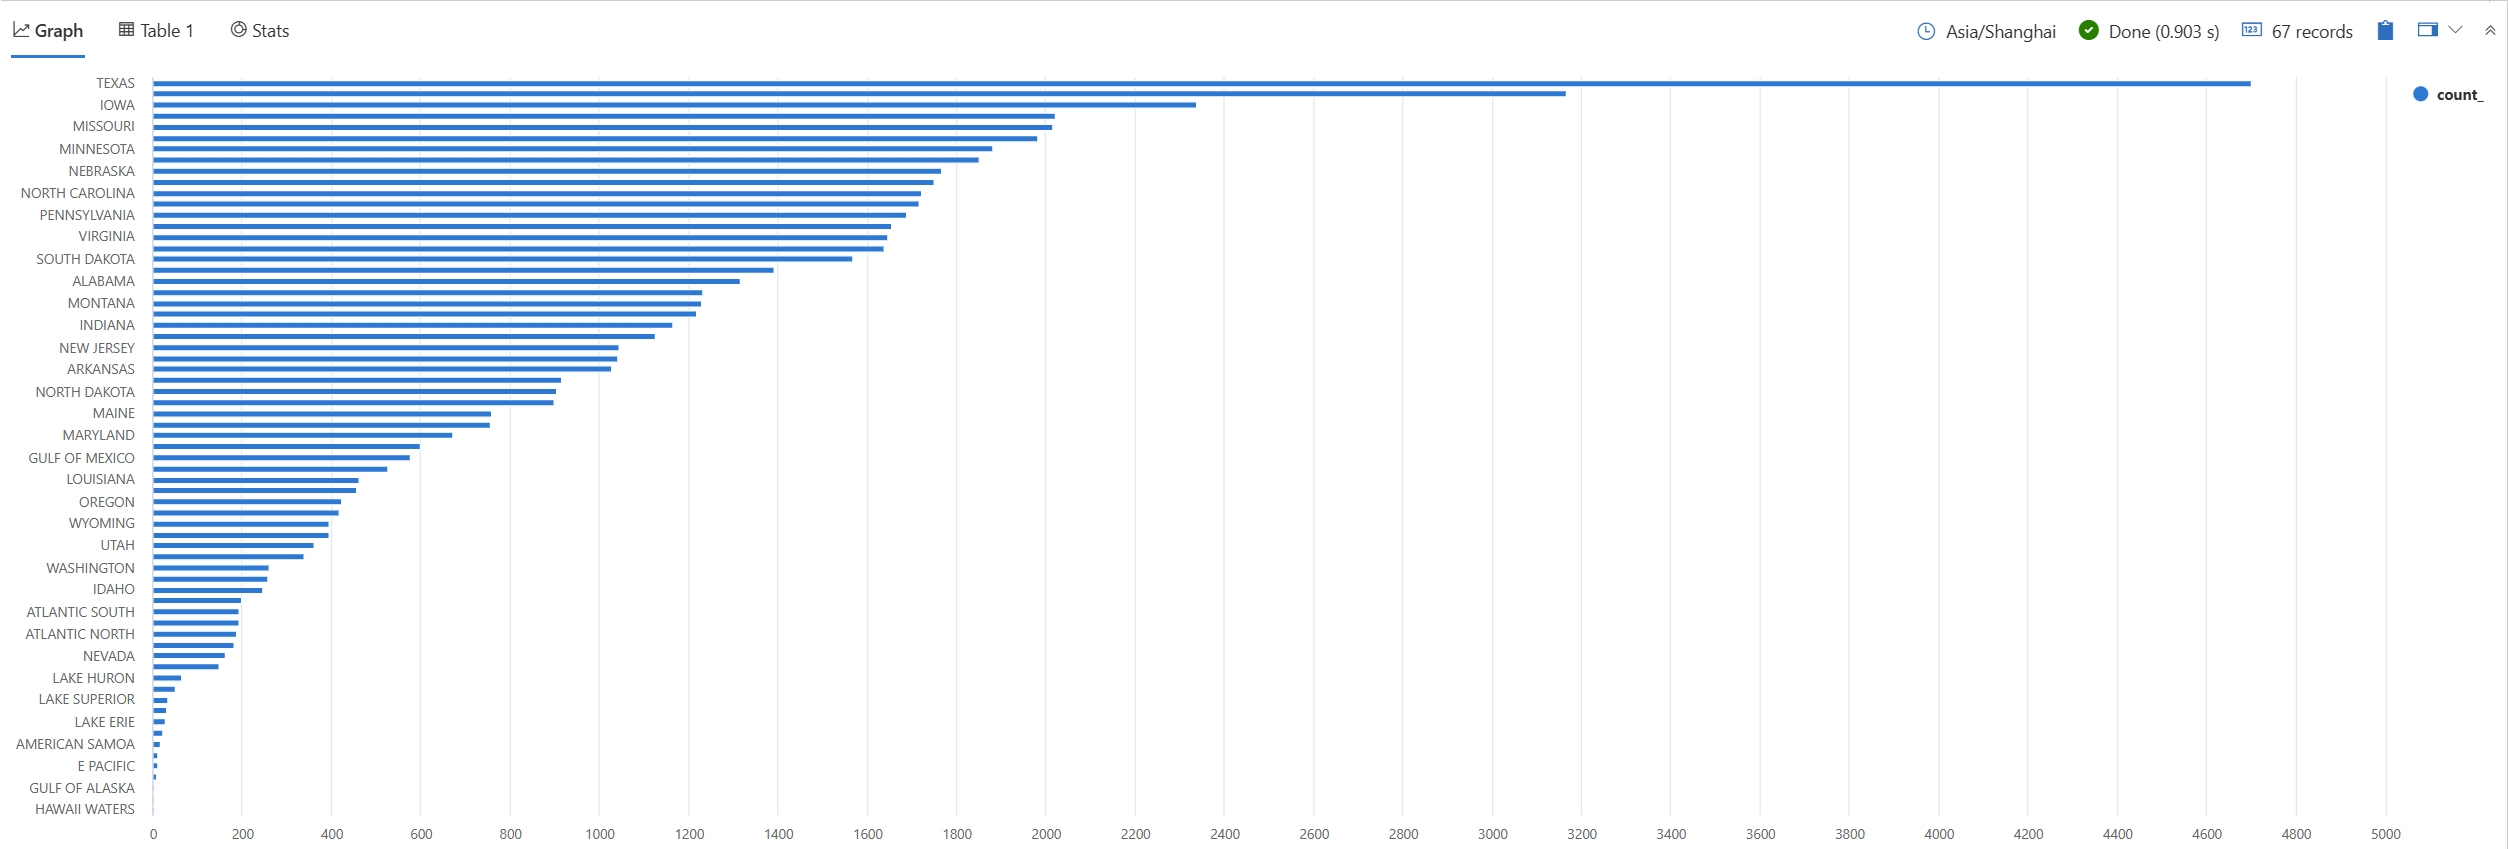 Graph Table 1 Stats Asia/Shanghai Done (0.903 s) 123 67 records
TEXAS
count_
IOWA
MISSOURI
MINNESOTA
NEBRASKA
NORTH CAROLINA
PENNSYLVANIA
VIRGINIA
SOUTH DAKOTA
ALABAMA
MONTANA
INDIANA
NEW JERSEY
ARKANSAS
NORTH DAKOTA
MAINE
MARYLAND
GULF OF MEXICO
LOUISIANA
OREGON
WYOMING
UTAH
WASHINGTON
IDAHO
ATLANTIC SOUTH
ATLANTIC NORTH
NEVADA
LAKE HURON
LAKE SUPERIOR
LAKE ERIE
AMERICAN SAMOA
E PACIFIC
GULF OF ALASKA
HAWAII WATERS
0 200 400 600 800 1000 1200 1400 1600 1800 2000 2200 2400 2600 2800 3000 3200 3400 3600 3800 4000 4200 4400 4600 4800 5000